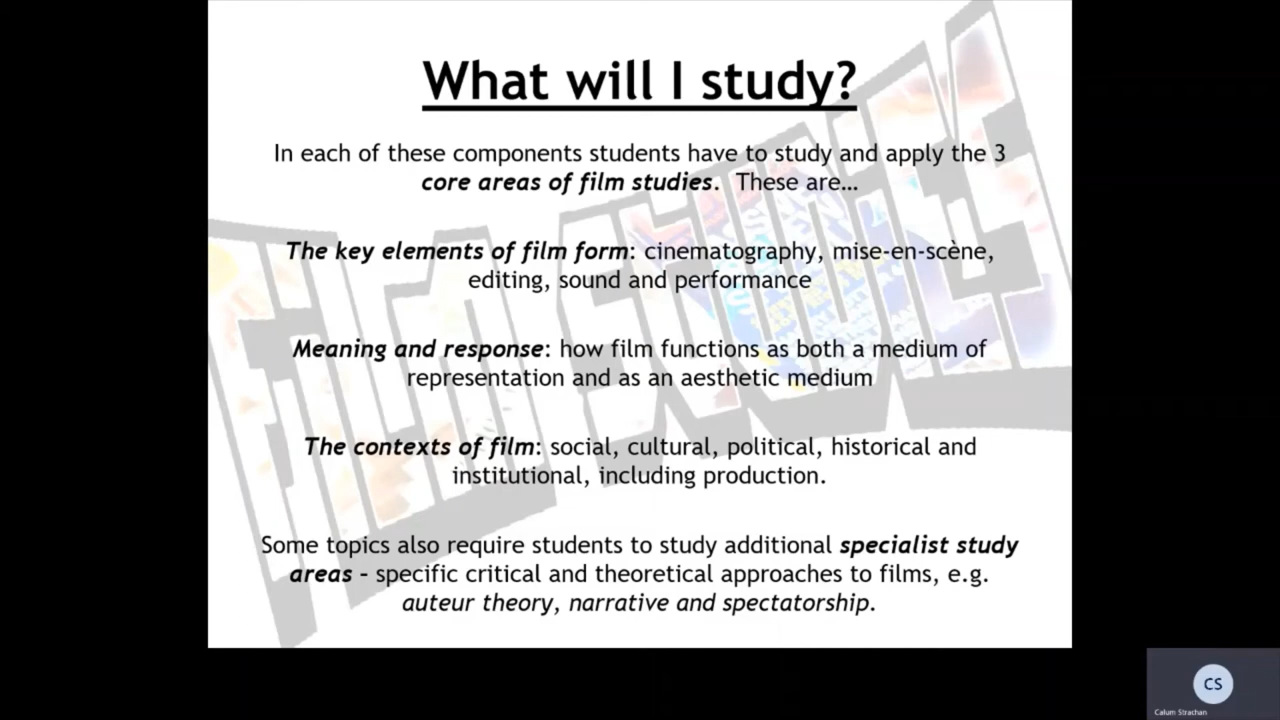 What will I study?
In each of these components students have to study and apply the 3
core areas of film studies.  These are…
The key elements of film form: cinematography, mise-en-scène,
editing, sound and performance
Meaning and response: how film functions as both a medium of
representation and as an aesthetic medium
The contexts of film: social, cultural, political, historical and
institutional, including production.
Some topics also require students to study additional specialist study
areas – specific critical and theoretical approaches to films, e.g.
auteur theory, narrative and spectatorship.
FILM STUDIES
CS
Calum Strachan